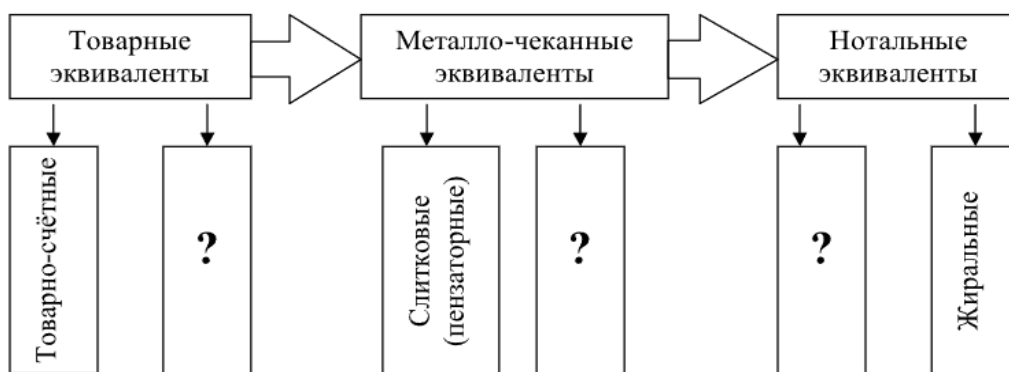 Товарные
эквиваленты
Металло-чеканные
эквиваленты
Нотальные
эквиваленты
Товарно-счётные
?
Слитковые
(пензаторные)
?
?
Жиральные